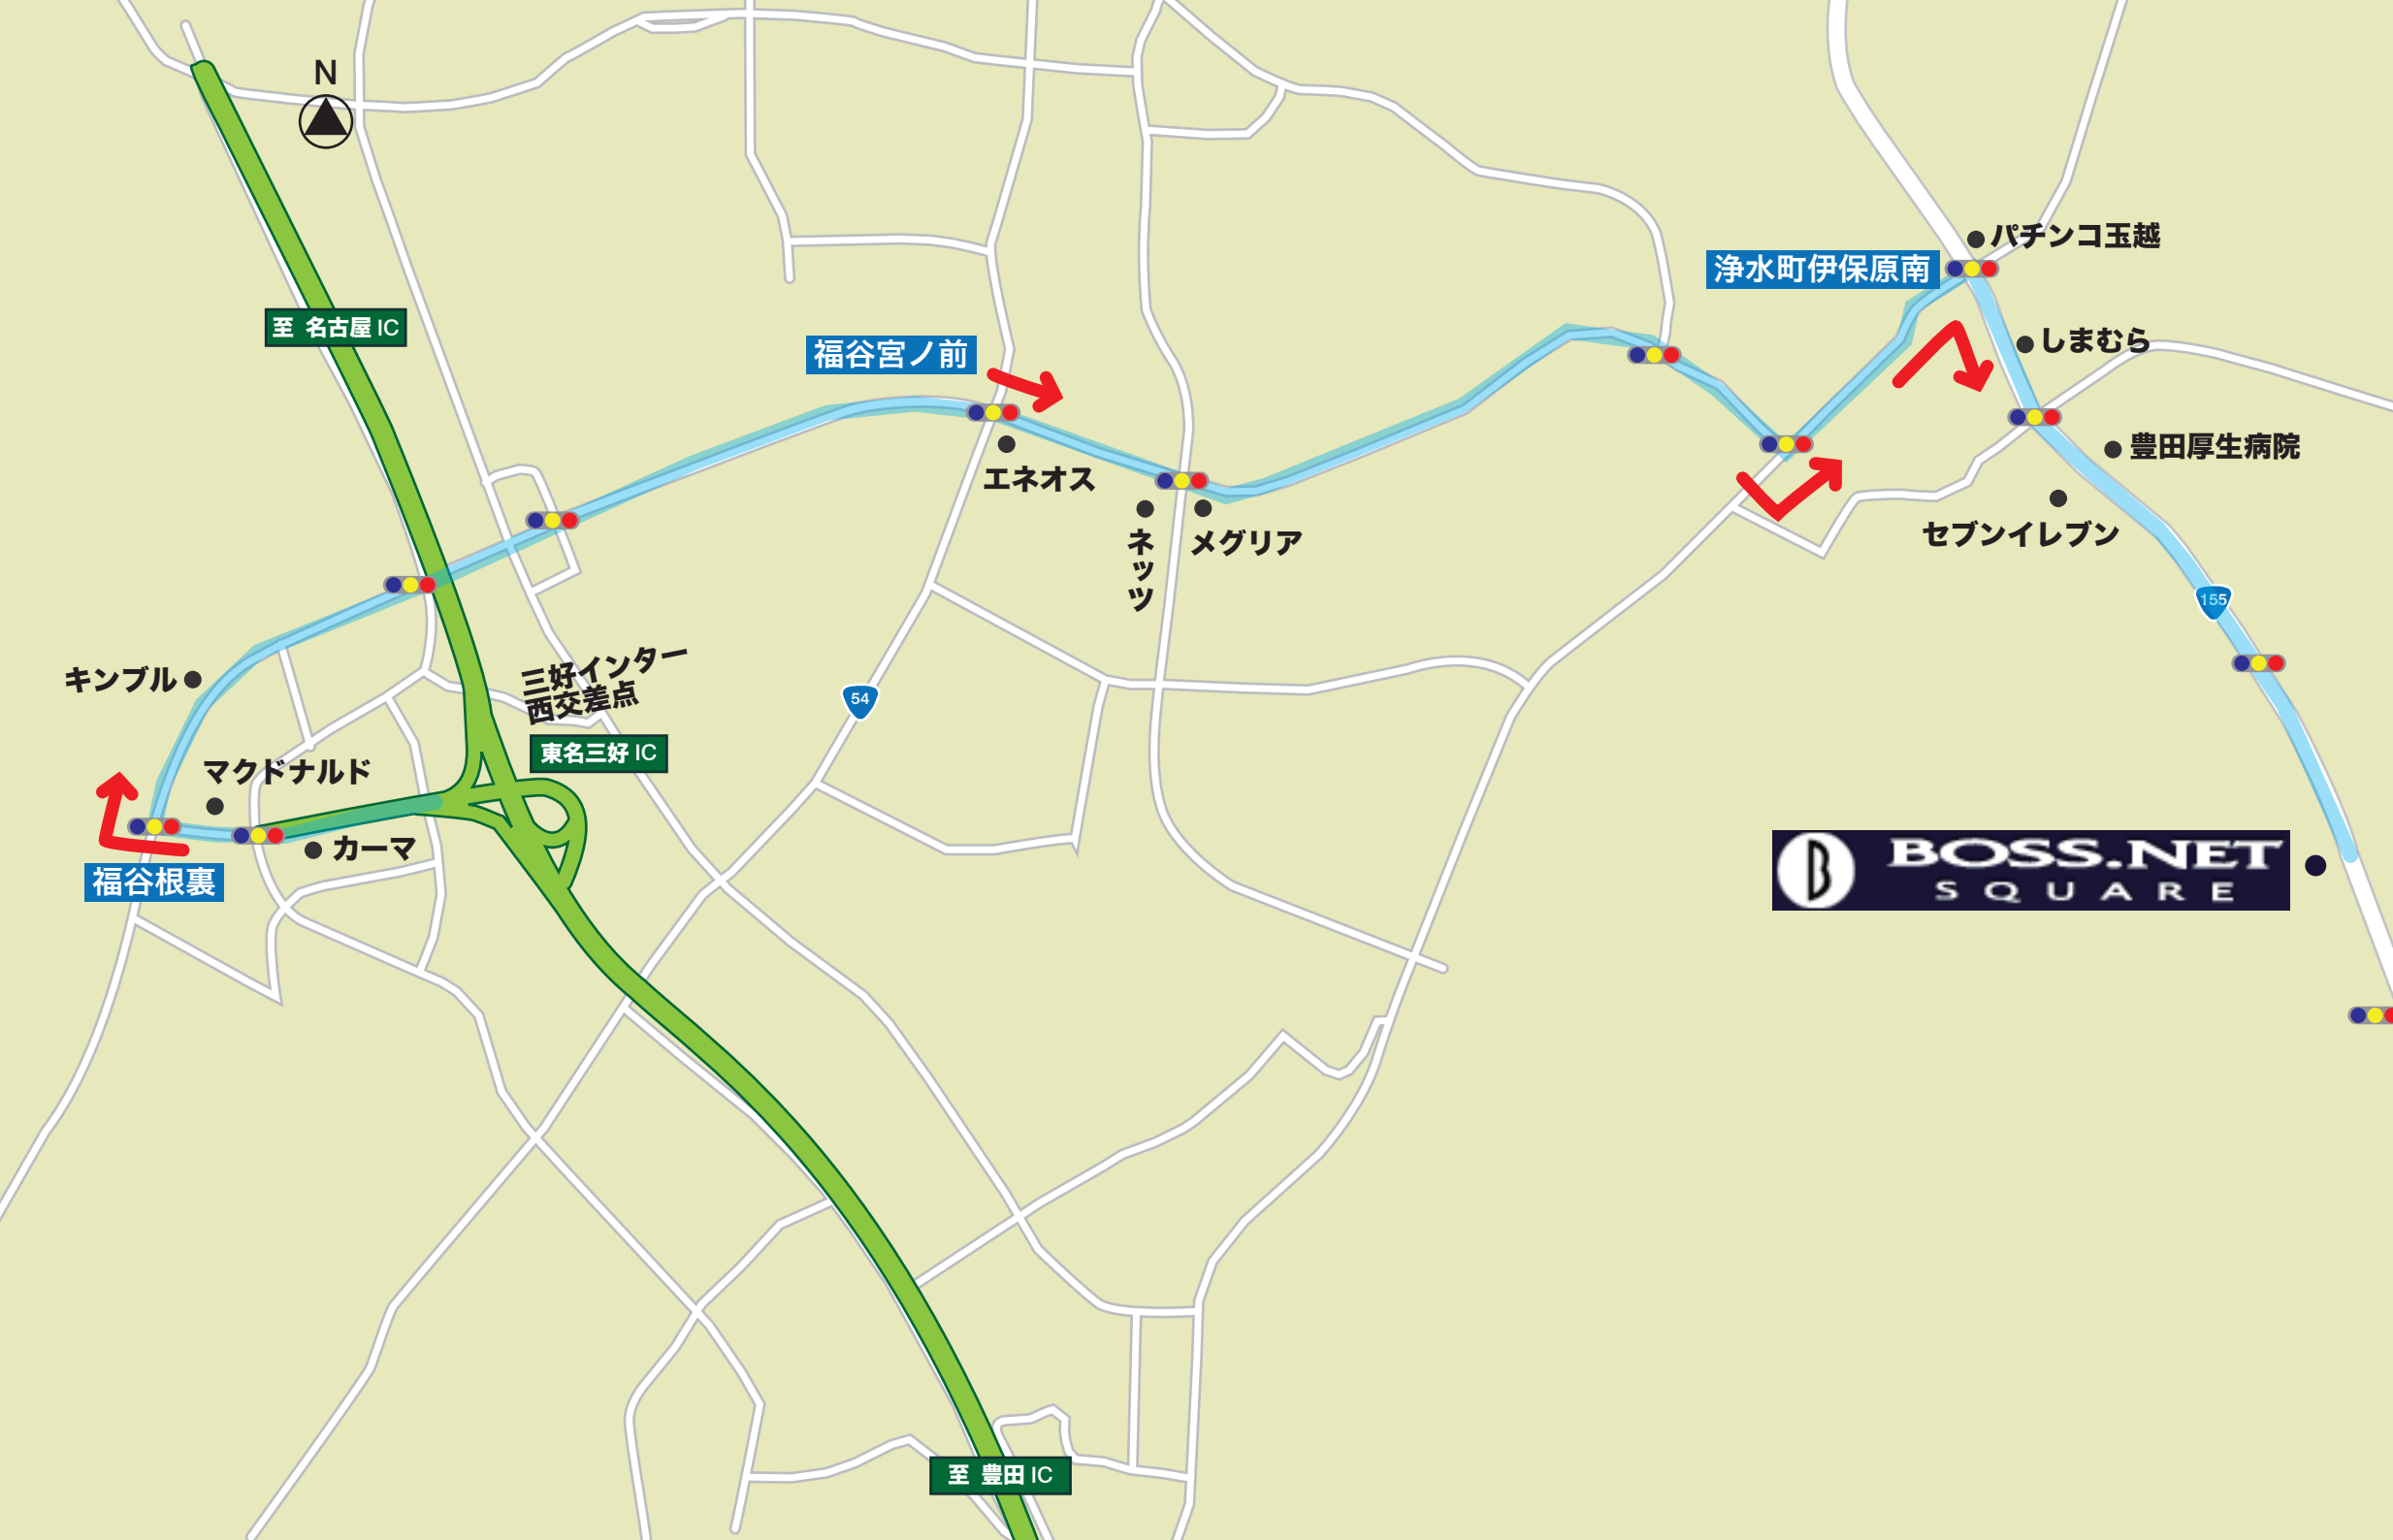 N
パチンコ玉越
浄水町伊保原南
至 名古屋 IC
しまむら
福谷宮ノ前
豊田厚生病院
エネオス
セブンイレブン
ネッツ
メグリア
155
キンブル
三好インター
西交差点
54
東名三好 IC
マクドナルド
カーマ
福谷根裏
BOSS.NET
SQUARE
至 豊田 IC